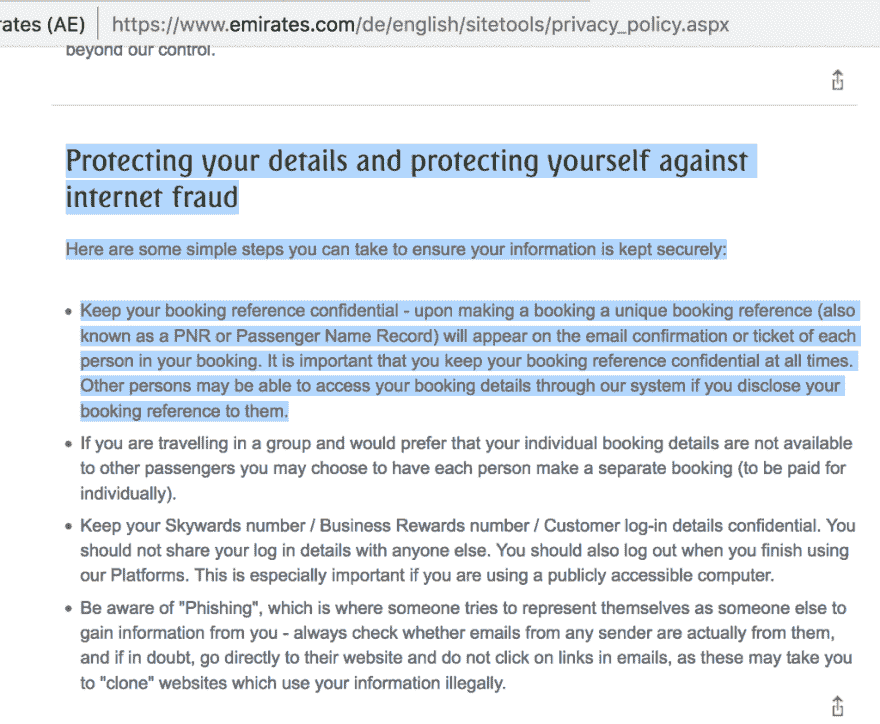 rates (AE) https://www.emirates.com/de/english/sitetools/privacy_policy.aspx
beyond our control.
Protecting your details and protecting yourself against
internet fraud
Here are some simple steps you can take to ensure your information is kept securely:
• Keep your booking reference confidential - upon making a booking a unique booking reference (also
known as a PNR or Passenger Name Record) will appear on the email confirmation or ticket of each
person in your booking. It is important that you keep your booking reference confidential at all times.
Other persons may be able to access your booking details through our system if you disclose your
booking reference to them.
• If you are travelling in a group and would prefer that your individual booking details are not available
to other passengers you may choose to have each person make a separate booking (to be paid for
individually).
• Keep your Skywards number / Business Rewards number / Customer log-in details confidential. You
should not share your log in details with anyone else. You should also log out when you finish using
our Platforms. This is especially important if you are using a publicly accessible computer.
• Be aware of "Phishing", which is where someone tries to represent themselves as someone else to
gain information from you - always check whether emails from any sender are actually from them,
and if in doubt, go directly to their website and do not click on links in emails, as these may take you
to "clone" websites which use your information illegally.